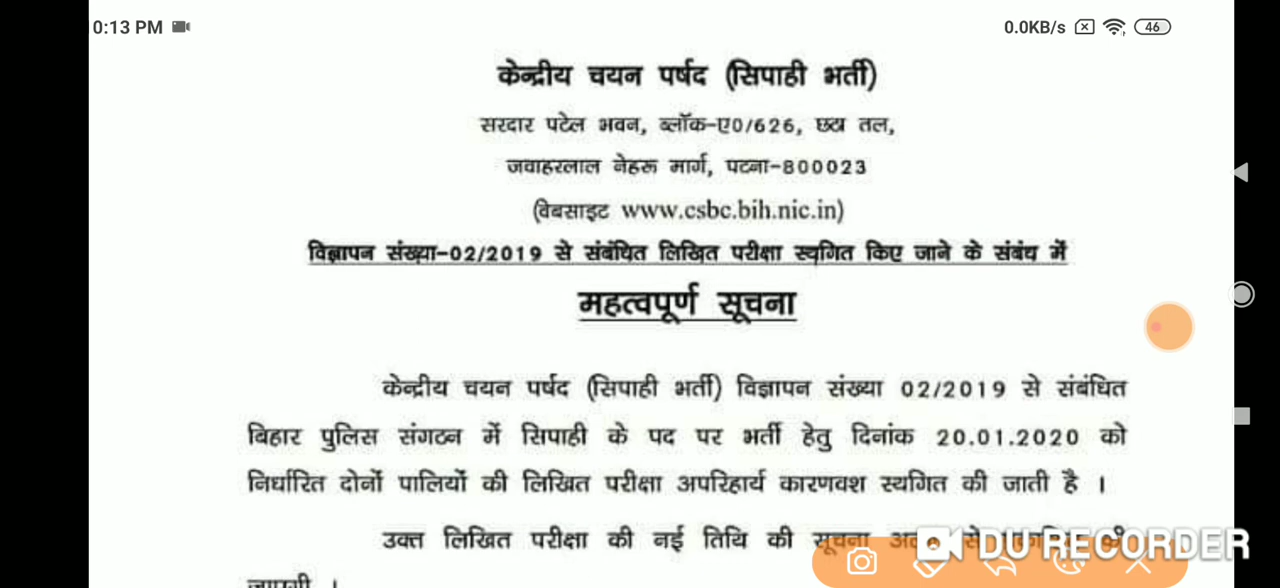 0:13 PM
0.0KB/s 46
केन्द्रीय चयन पर्षद (सिपाही भर्ती)
सरदार पटेल भवन, ब्लॉक-ए0/626, छठा तल,
जवाहरलाल नेहरू मार्ग, पटना-800023
(वेबसाइट www.csbc.bih.nic.in)
विज्ञापन संख्या-02/2019 से संबंधित लिखित परीक्षा स्थगित किए जाने के संबंध में
महत्वपूर्ण सूचना
केन्द्रीय चयन पर्षद (सिपाही भर्ती) विज्ञापन संख्या 02/2019 से संबंधित
बिहार पुलिस संगठन में सिपाही के पद पर भर्ती हेतु दिनांक 20.01.2020 को
निर्धारित दोनों पालियों की लिखित परीक्षा अपरिहार्य कारणवश स्थगित की जाती है ।
उक्त लिखित परीक्षा की नई तिथि की सूचना से
DU RECORDER